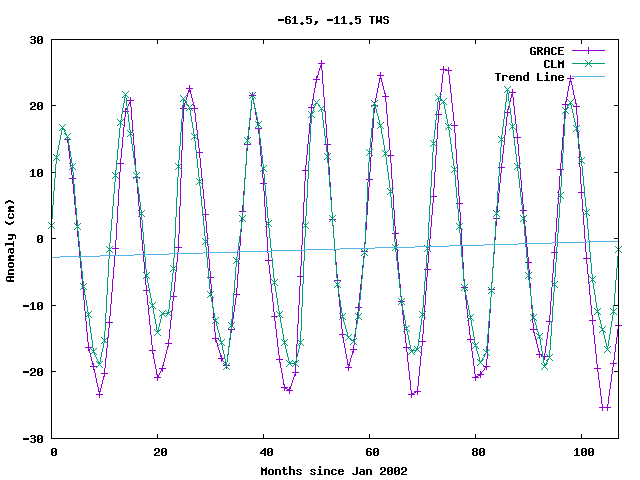 -61.5, -11.5 TWS
GRACE
CLM
Trend Line
30
20
10
0
-10
-20
-30
Anomaly (cm)
0 20 40 60 80 100
Months since Jan 2002